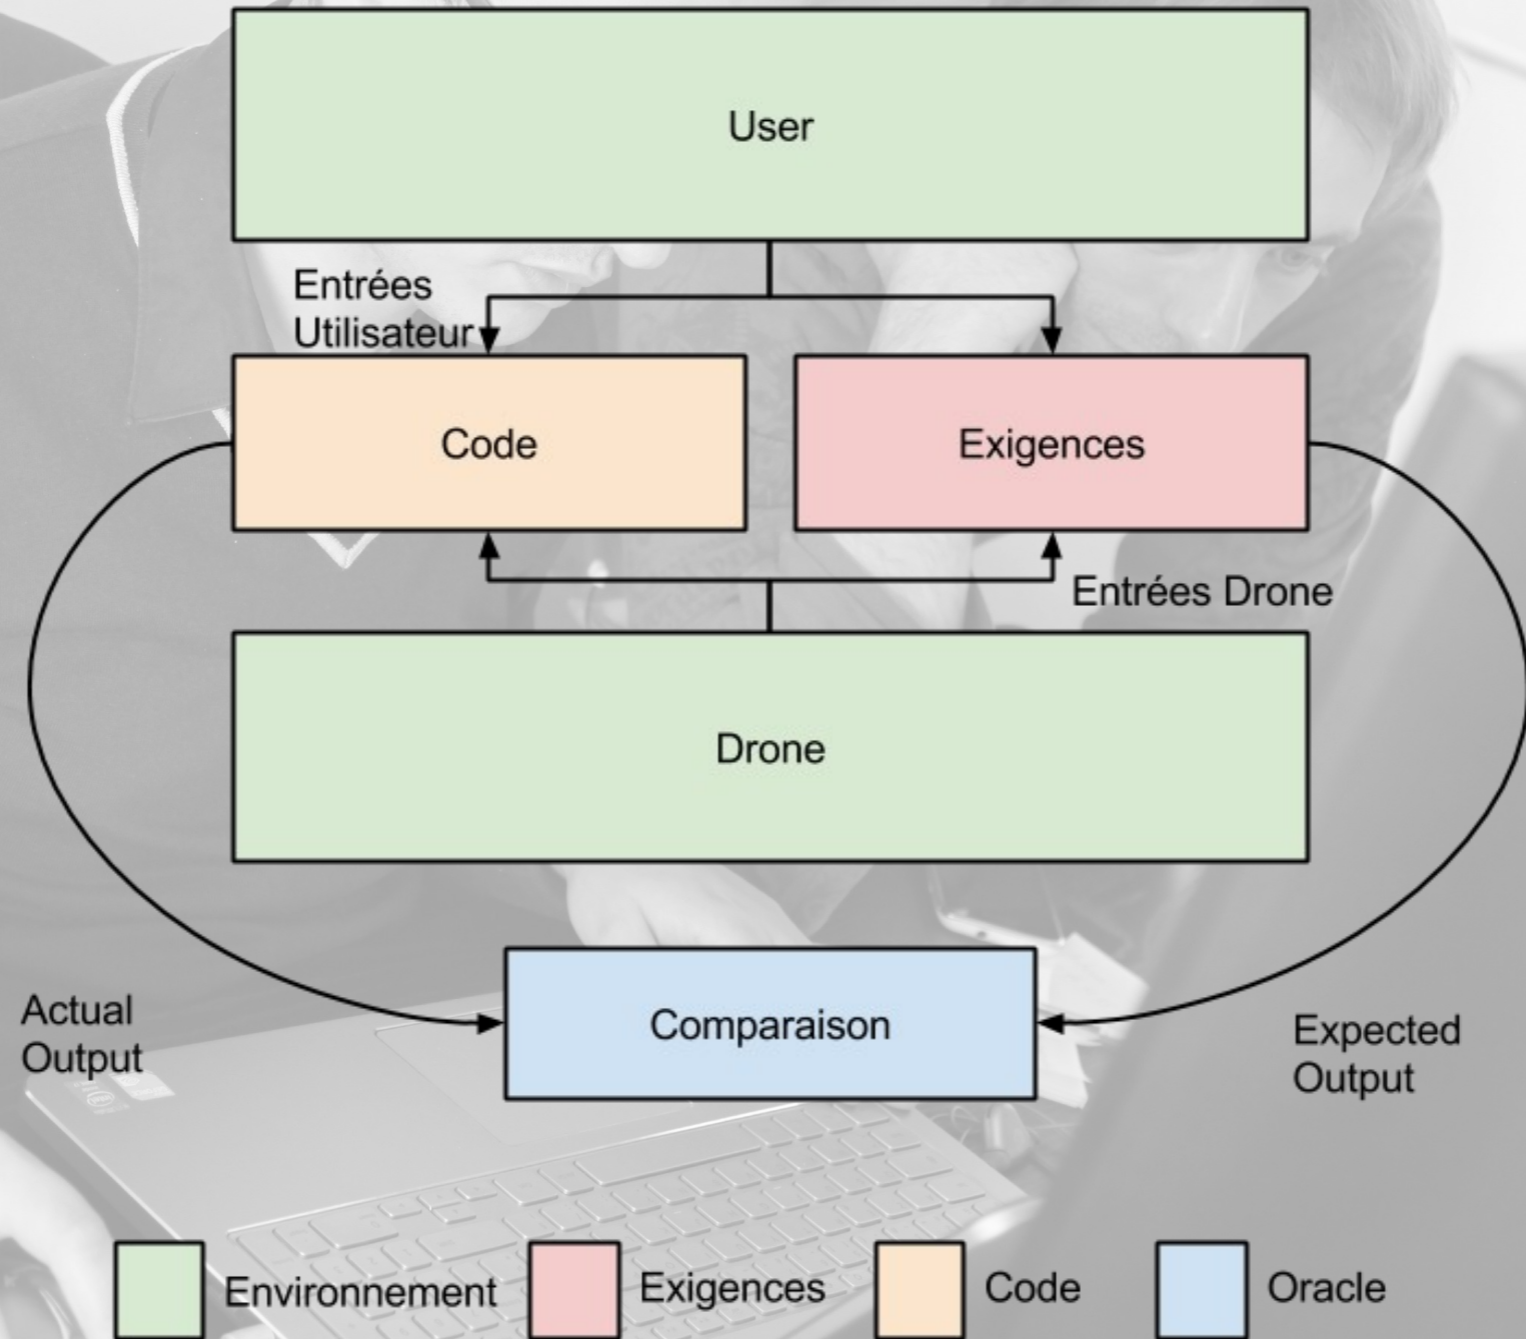 User
Entrées
Utilisateur
Code
Exigences
Entrées Drone
Drone
Comparaison
Actual
Output
Expected
Output
Environnement
Exigences
Code
Oracle